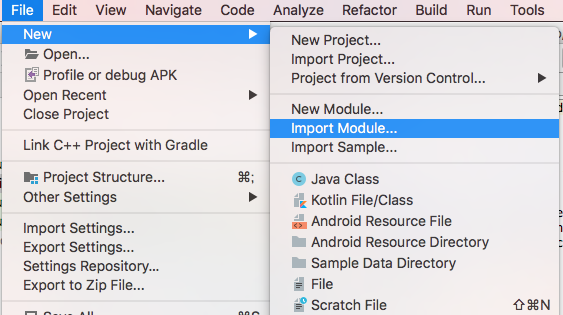 File Edit View Navigate Code Analyze Refactor Build Run Tools
New
Open...
Profile or debug APK
Open Recent
Close Project
Link C++ Project with Gradle
Project Structure... ⌘;
Other Settings
Import Settings...
Export Settings...
Settings Repository...
Export to Zip File...
New Project...
Import Project...
Project from Version Control...
New Module...
Import Module...
Import Sample...
Java Class
Kotlin File/Class
Android Resource File
Android Resource Directory
Sample Data Directory
File
Scratch File ⇧⌘N